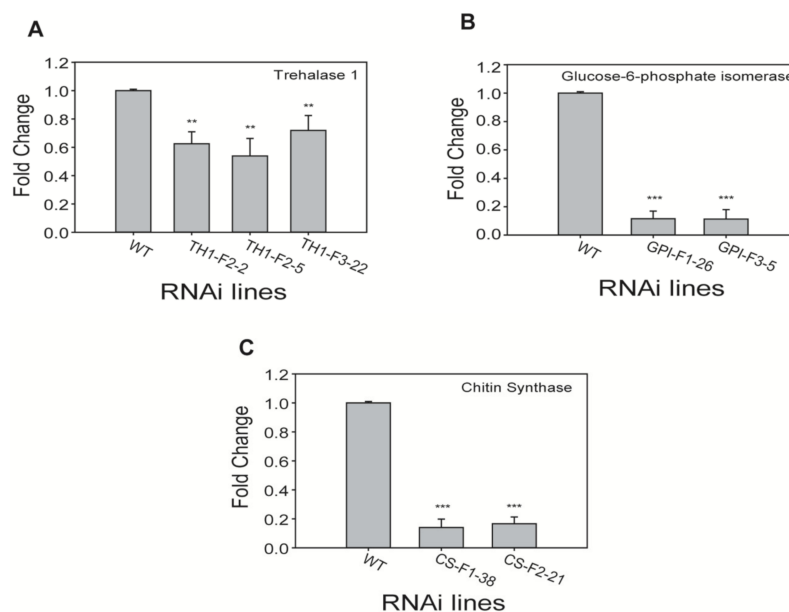 A
Trehalase 1
1.2
1.0
0.8
0.6
0.4
0.2
0.0
Fold Change
**
**
**
WT
TH1-F2-2
TH1-F2-5
TH1-F3-22
RNAi lines
B
Glucose-6-phosphate isomerase
1.2
1.0
0.8
0.6
0.4
0.2
0.0
Fold Change
***
***
WT
GPI-F1-26
GPI-F3-5
RNAi lines
C
Chitin Synthase
1.2
1.0
0.8
0.6
0.4
0.2
0
Fold Change
***
***
WT
CS-F1-38
CS-F2-21
RNAi lines